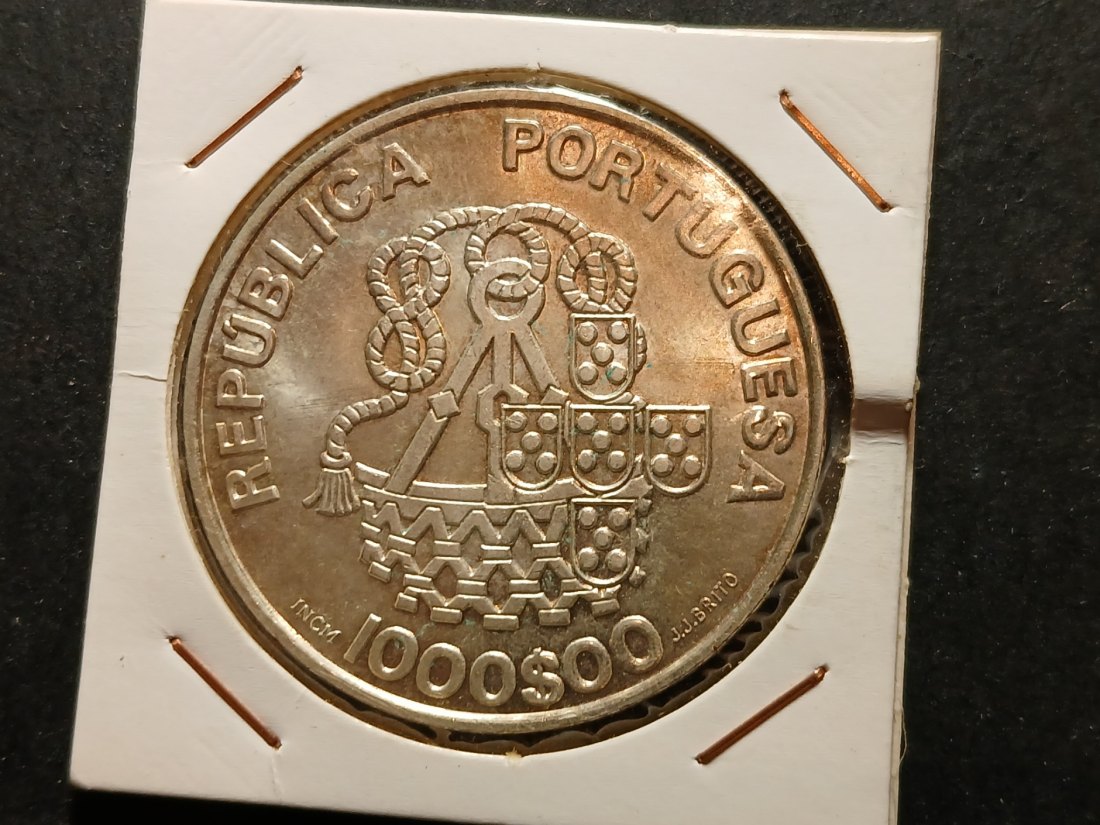 REPÚBLICA PORTUGUESA
INCM
1000$00
J.J.BRITO